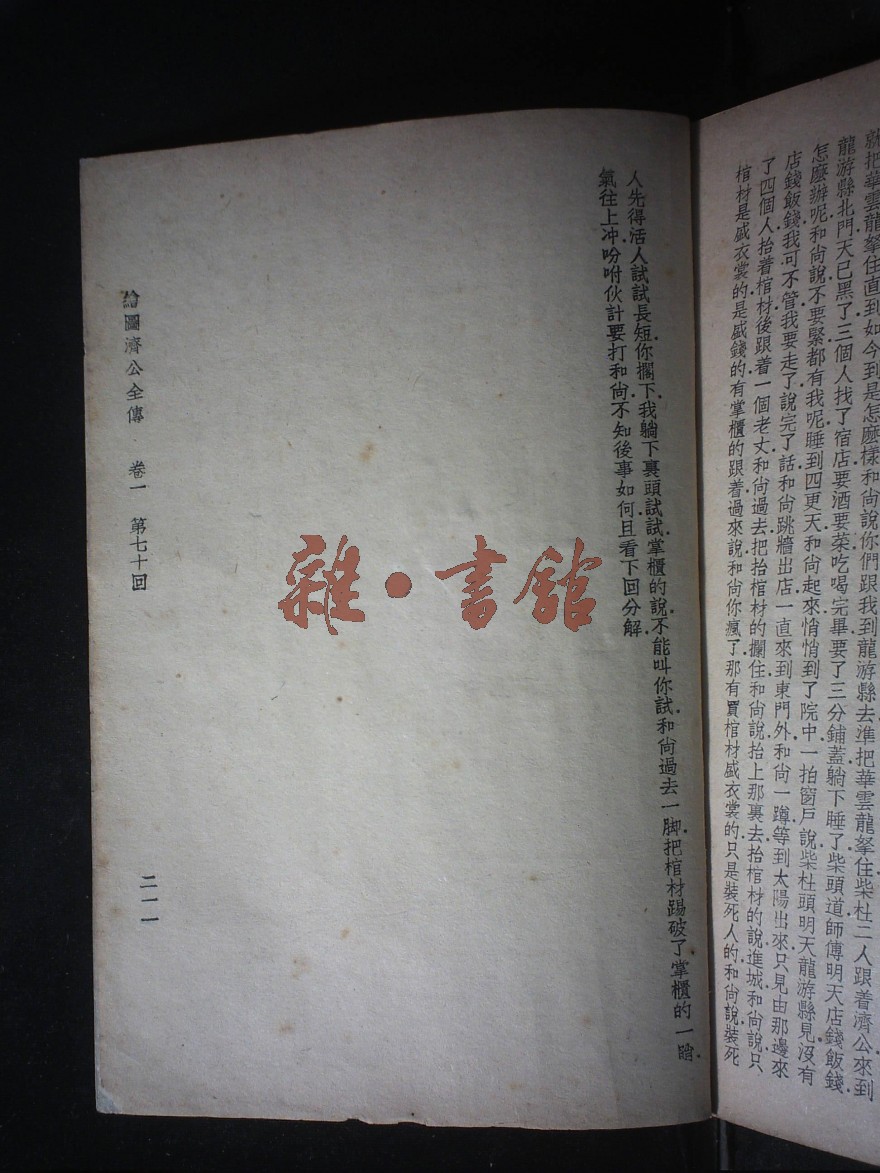 就把華雲龍拏住直到如今到是怎麼樣和尚說你們跟我到龍游縣去準把華雲龍拏住柴杜二人跟着濟公來到
龍游縣北門天已黑了三個人找了宿店要酒要菜吃喝完畢要了三分鋪蓋躺下睡了柴頭道師傅明天店錢飯錢
怎麼辦呢和尚說不要緊都有我呢睡到四更天和尚起來悄悄到了院中一拍窗戶說柴杜頭明天龍游縣見沒有
店錢飯錢我可不管我要走了說完了話和尚跳牆出店一直來到東門外和尚一蹲等到太陽出來只見由那邊來
了四個人抬着棺材後跟着一個老丈和尚過去把抬棺材的攔住和尚說抬上那裏去抬棺材的說進城和尚說只
棺材是盛衣裳的是盛錢的有掌櫃的跟着過來說和尚你瘋了那有買棺材盛衣裳的只是裝死人的和尚說裝死
人先得活人試試長短你擱下我躺下裏頭試試掌櫃的說不能叫你試和尚過去一脚把棺材踢破了掌櫃的一瞧
氣往上冲吩咐伙計要打和尚不知後事如何且看下回分解
繪圖濟公全傳 卷一 第七十回
二一一
雜·書館